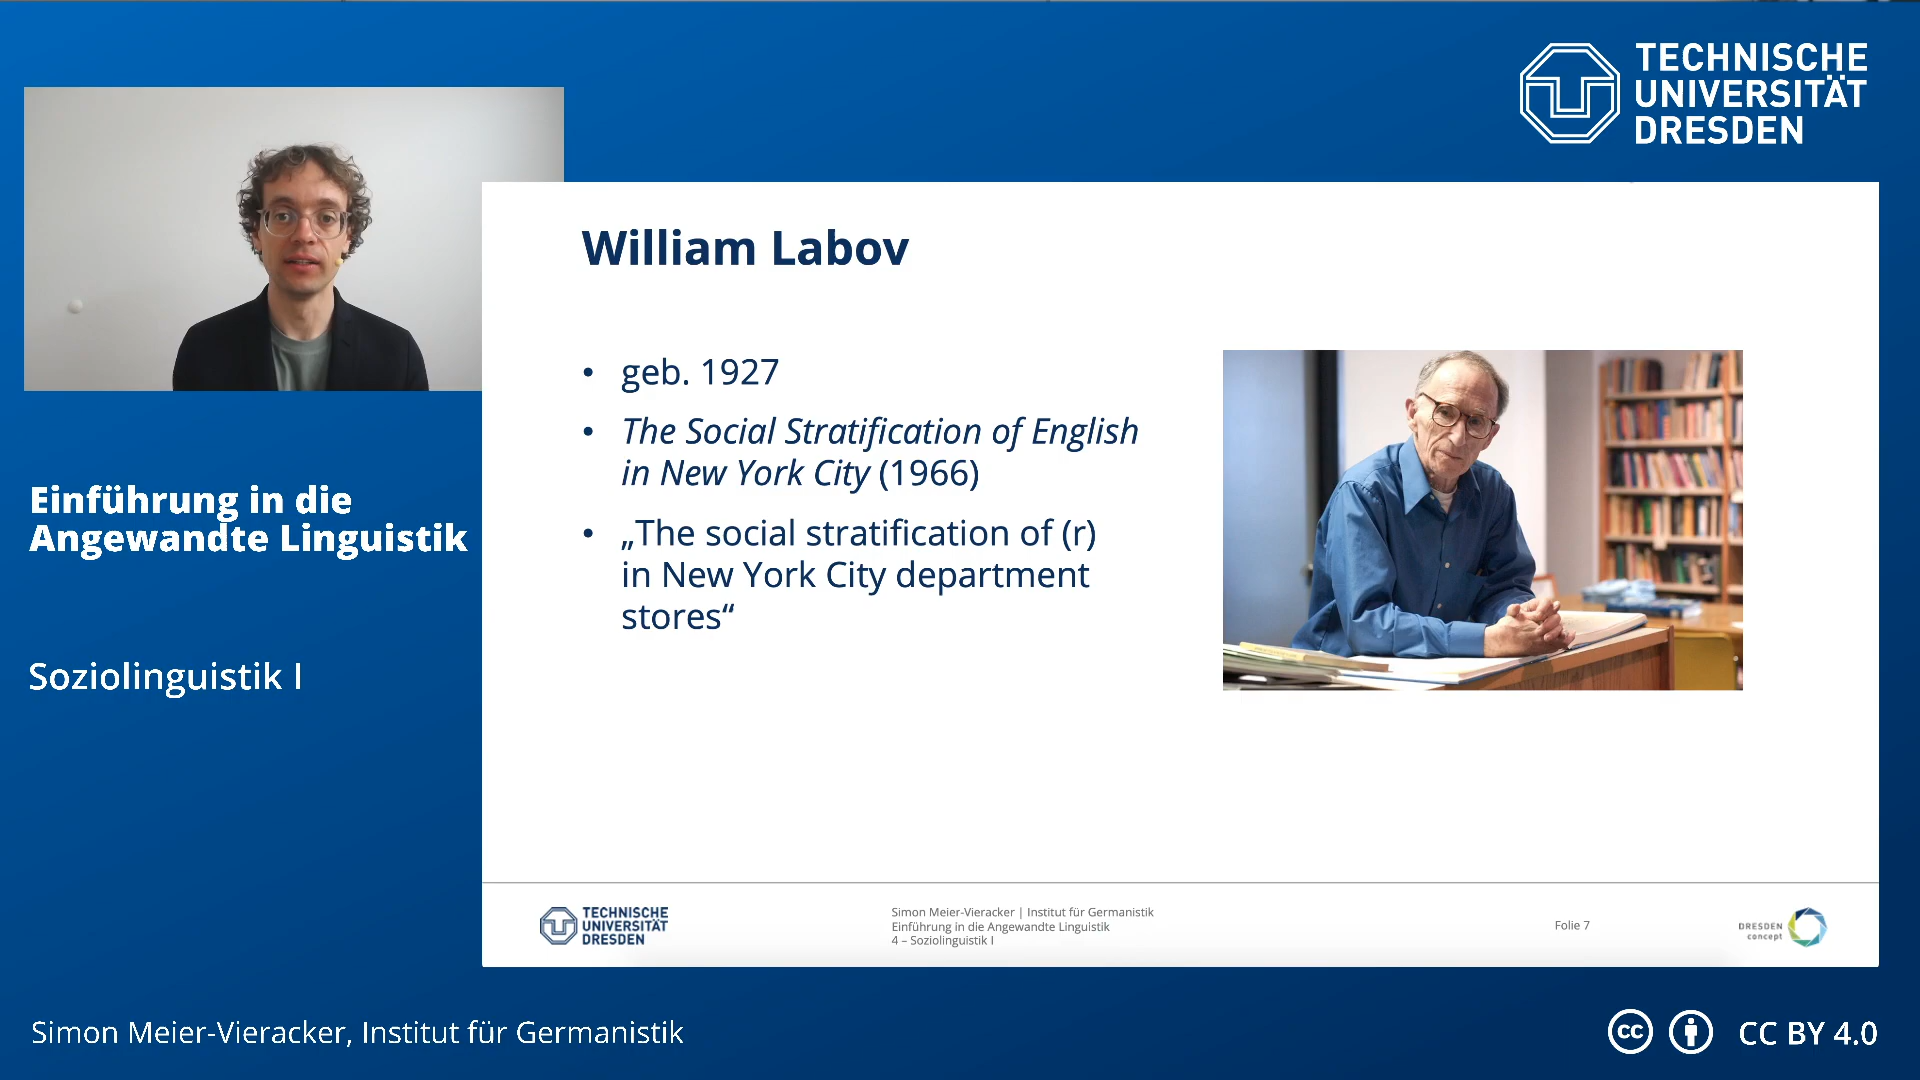 TECHNISCHE
UNIVERSITÄT
DRESDEN
William Labov
• geb. 1927
• The Social Stratification of English
in New York City (1966)
• „The social stratification of (r)
in New York City department
stores“
Einführung in die
Angewandte Linguistik
Soziolinguistik I
TECHNISCHE
UNIVERSITÄT
DRESDEN
Simon Meier-Vieracker | Institut für Germanistik
Einführung in die Angewandte Linguistik
4 – Soziolinguistik I
Folie 7
DRESDEN
concept
Simon Meier-Vieracker, Institut für Germanistik
cc
CC BY 4.0